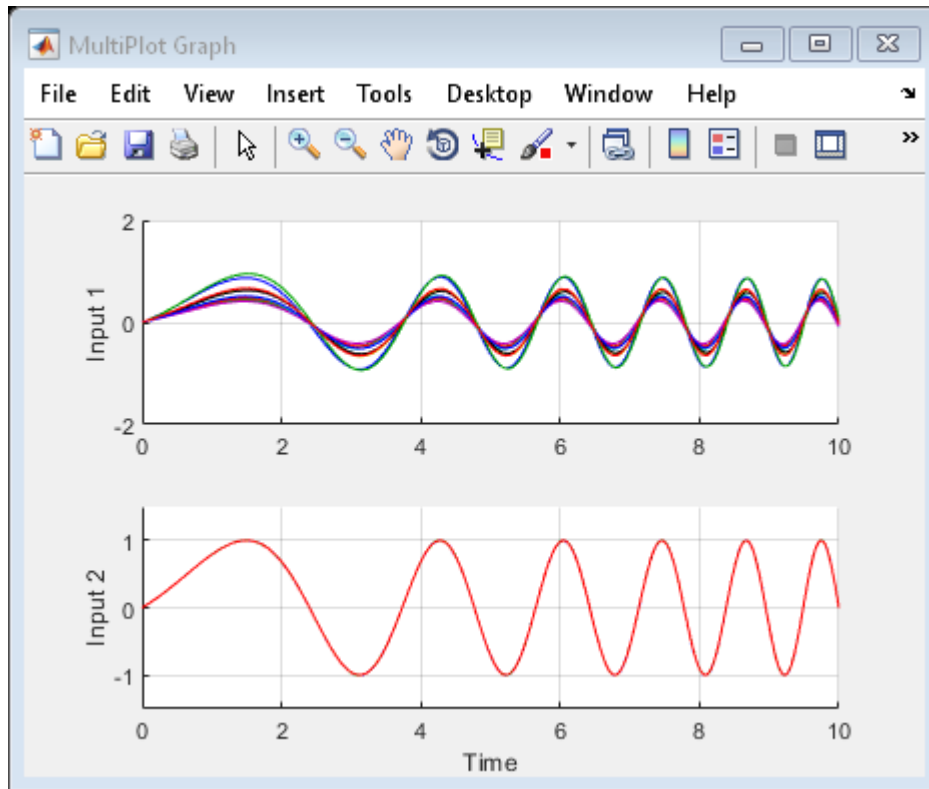 MultiPlot Graph
File Edit View Insert Tools Desktop Window Help
2
Input 1
0
-2
0 2 4 6 8 10
1
Input 2
0
-1
0 2 4 6 8 10
Time